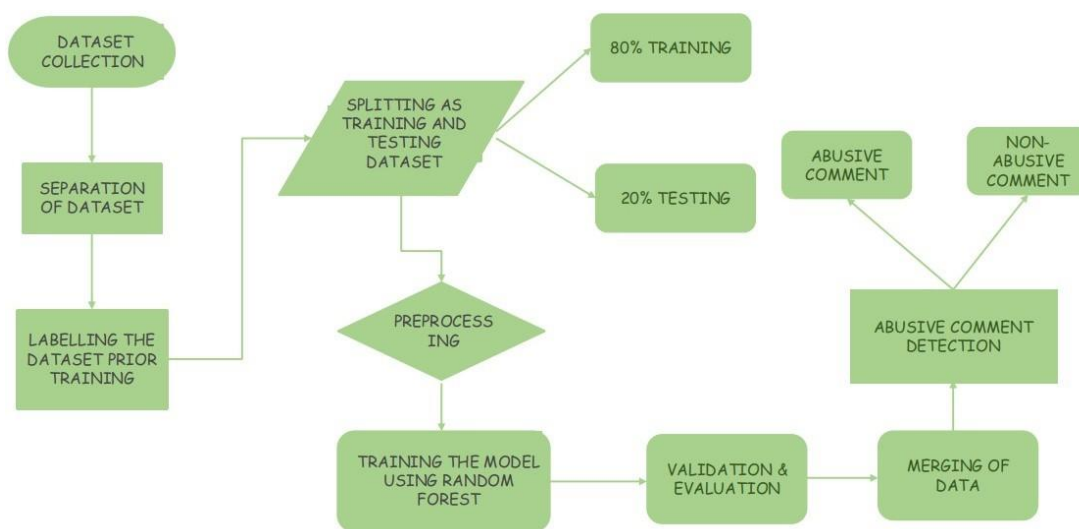 DATASET
COLLECTION
SEPARATION
OF DATASET
LABELLING THE
DATASET PRIOR
TRAINING
SPLITTING AS
TRAINING AND
TESTING
DATASET
80% TRAINING
20% TESTING
PREPROCESS
ING
TRAINING THE MODEL
USING RANDOM
FOREST
VALIDATION &
EVALUATION
MERGING OF
DATA
ABUSIVE COMMENT
DETECTION
ABUSIVE
COMMENT
NON-
ABUSIVE
COMMENT